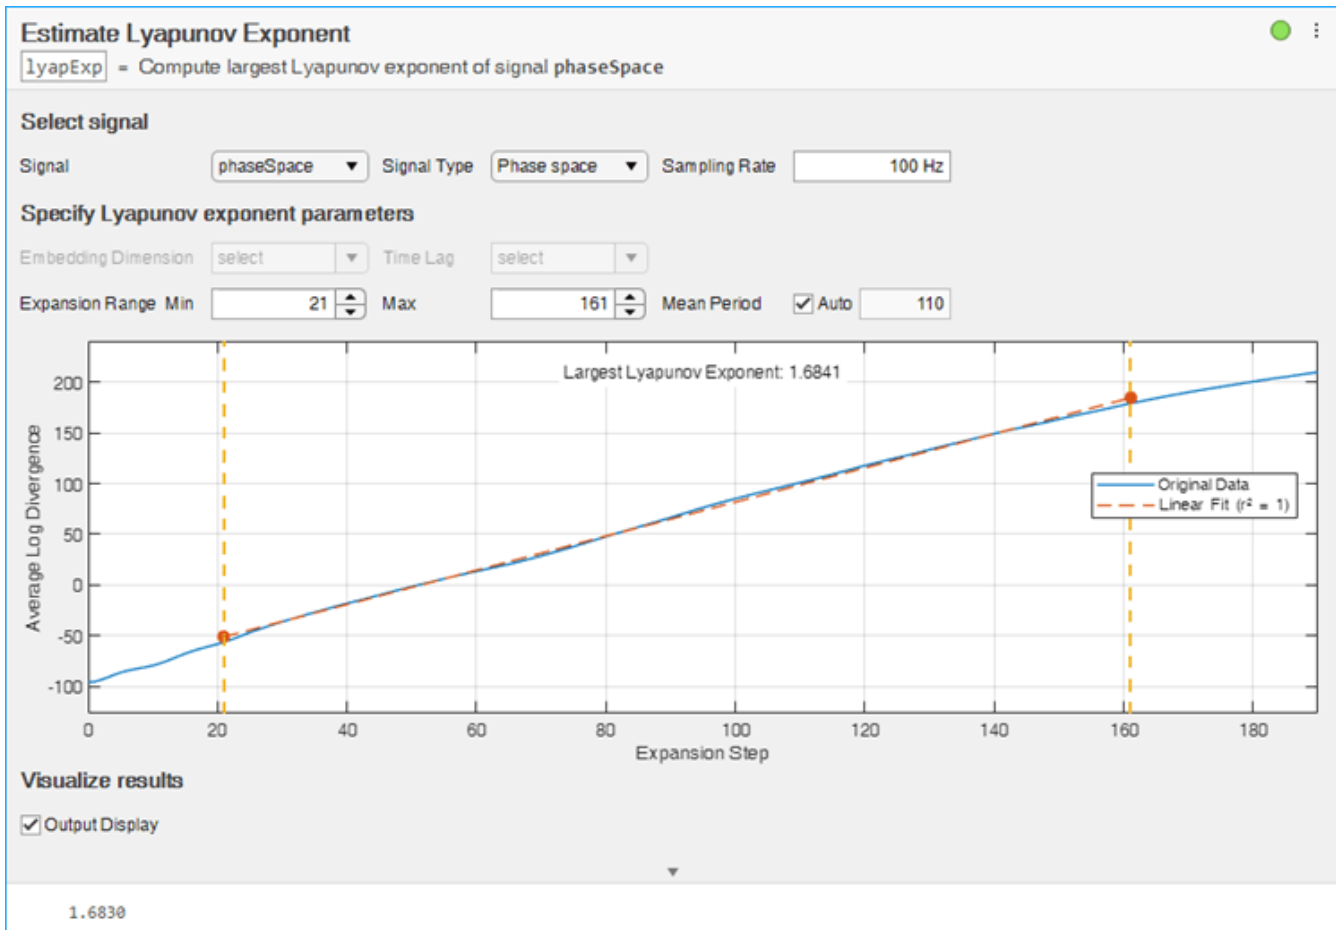 Estimate Lyapunov Exponent
lyapExp = Compute largest Lyapunov exponent of signal phaseSpace
Select signal
Signal phaseSpace Signal Type Phase space Sampling Rate 100 Hz
Specify Lyapunov exponent parameters
Embedding Dimension select Time Lag select
Expansion Range Min 21 Max 161 Mean Period Auto 110
Largest Lyapunov Exponent: 1.6841
200
150
100
50
0
-50
-100
Average Log Divergence
Original Data
Linear Fit (r² = 1)
0 20 40 60 80 100 120 140 160 180
Expansion Step
Visualize results
Output Display
1.6830